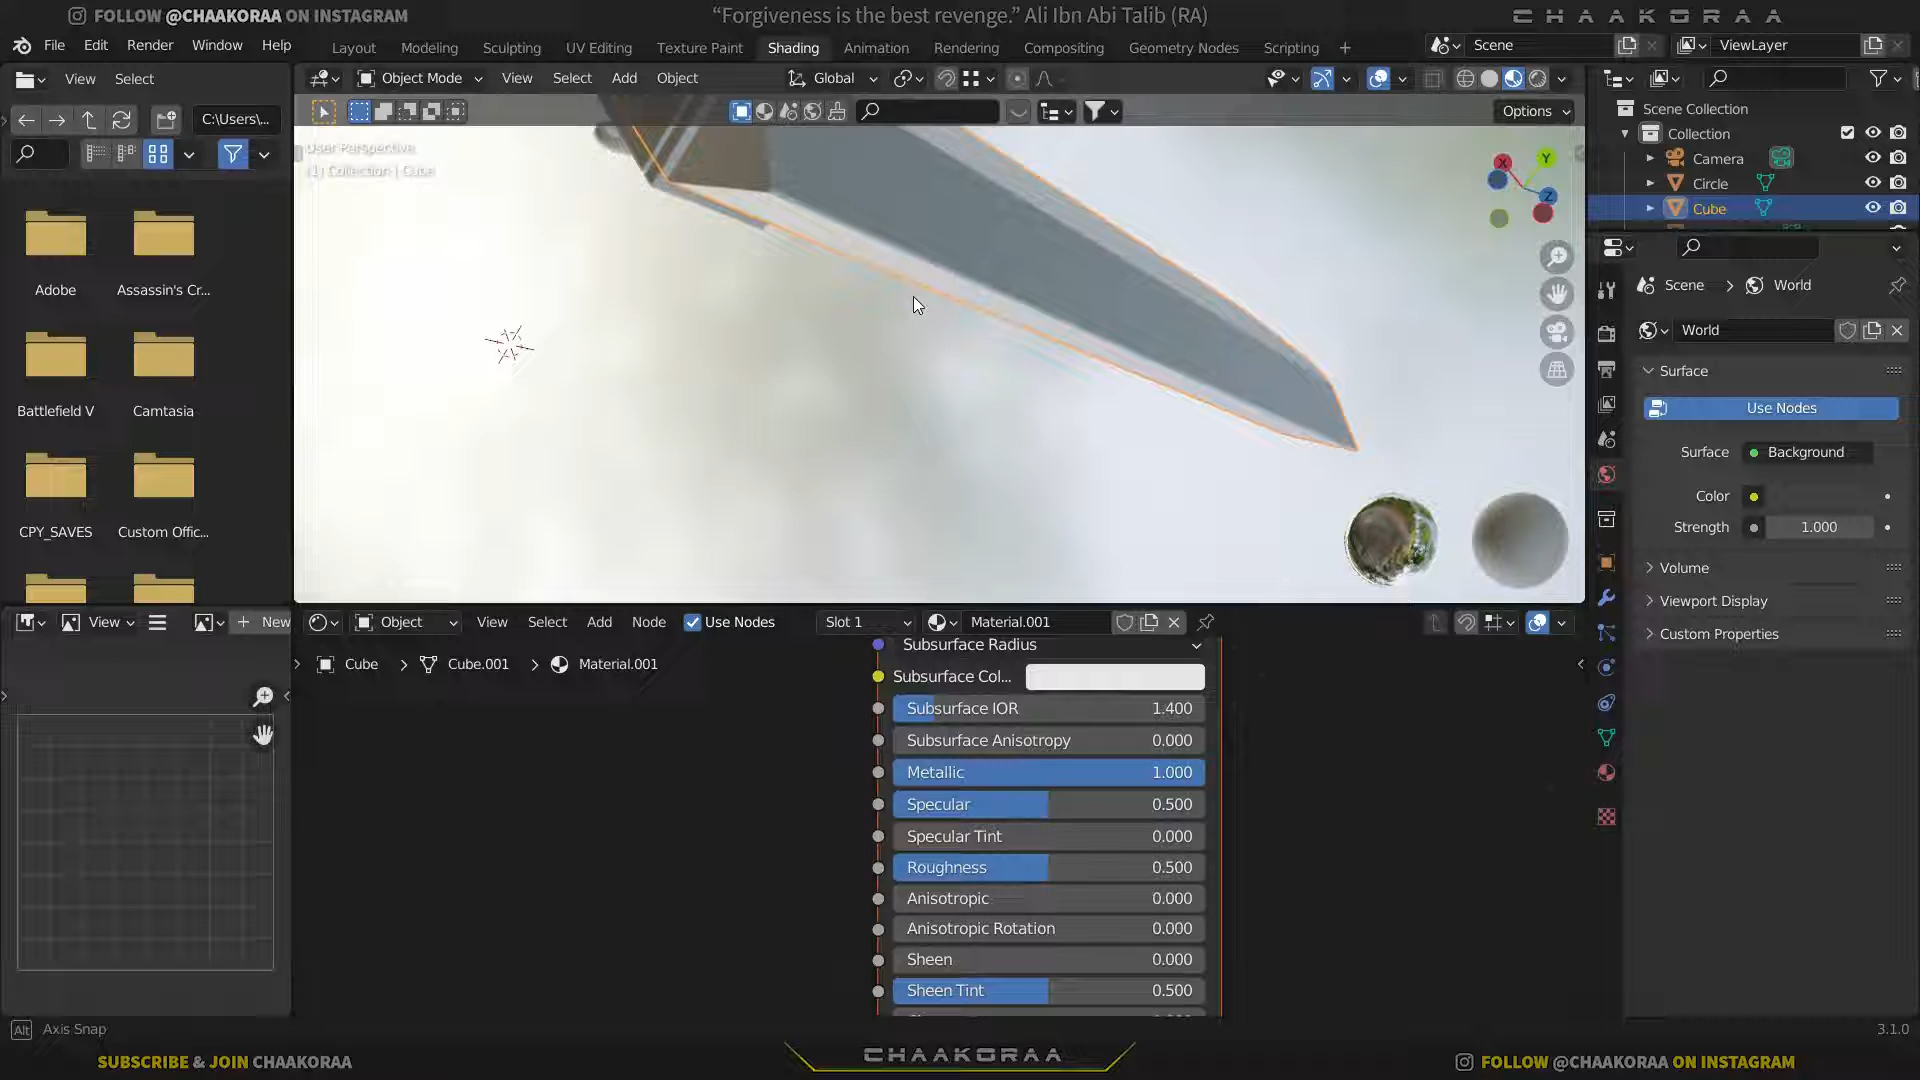 FOLLOW @CHAAKORAA ON INSTAGRAM
“Forgiveness is the best revenge.” Ali Ibn Abi Talib (RA)
CHAAKORAA
File Edit Render Window Help
Layout Modeling Sculpting UV Editing Texture Paint Shading Animation Rendering Compositing Geometry Nodes Scripting
Scene
ViewLayer
View Select
Object Mode View Select Add Object Global
C:\Users\...
Options
Scene Collection
Collection
Camera
Circle
Cube
User Perspective
(1) Collection | Cube
X Y Z
Adobe Assassin's Cr...
Battlefield V Camtasia
CPY_SAVES Custom Offic...
Scene World
World
Surface
Use Nodes
Surface Background
Color
Strength 1.000
Volume
Viewport Display
Custom Properties
View New
Object View Select Add Node Use Nodes Slot 1 Material.001
Cube Cube.001 Material.001
Subsurface Radius
Subsurface Col...
Subsurface IOR 1.400
Subsurface Anisotropy 0.000
Metallic 1.000
Specular 0.500
Specular Tint 0.000
Roughness 0.500
Anisotropic 0.000
Anisotropic Rotation 0.000
Sheen 0.000
Sheen Tint 0.500
Alt Axis Snap
3.1.0
SUBSCRIBE & JOIN CHAAKORAA
CHAAKORAA
FOLLOW @CHAAKORAA ON INSTAGRAM